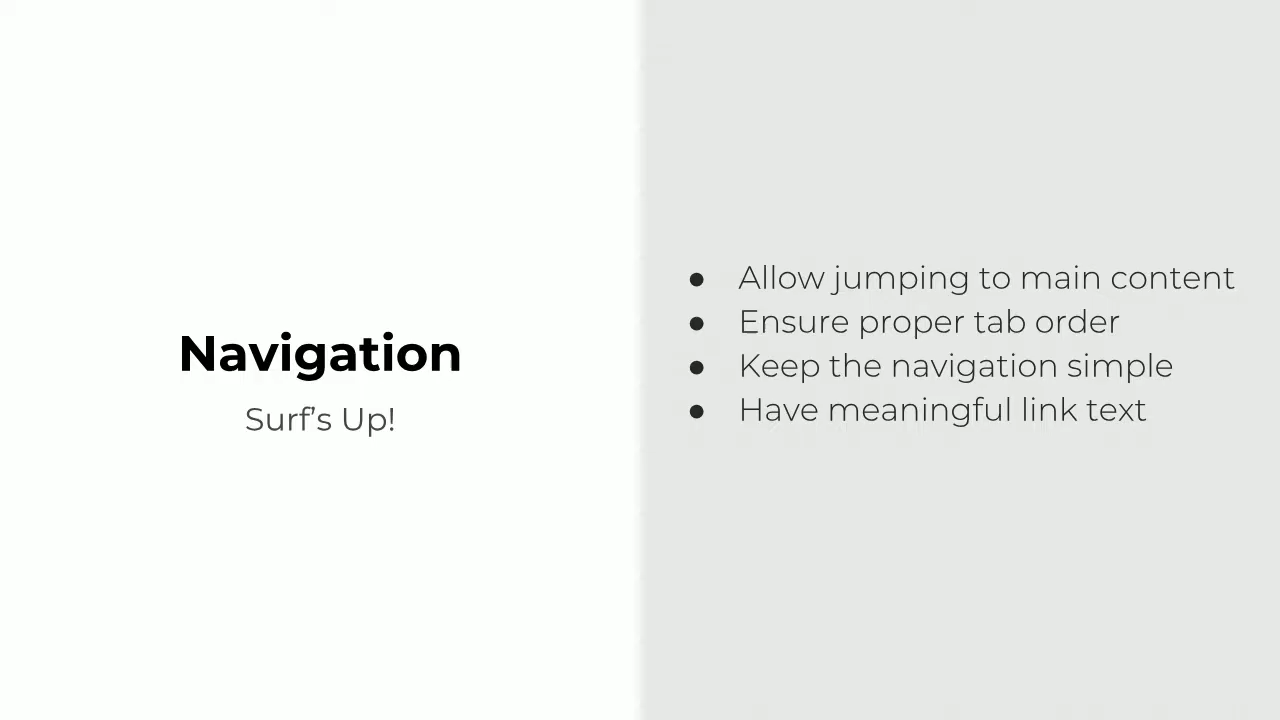 Navigation
Surf's Up!
● Allow jumping to main content
● Ensure proper tab order
● Keep the navigation simple
● Have meaningful link text